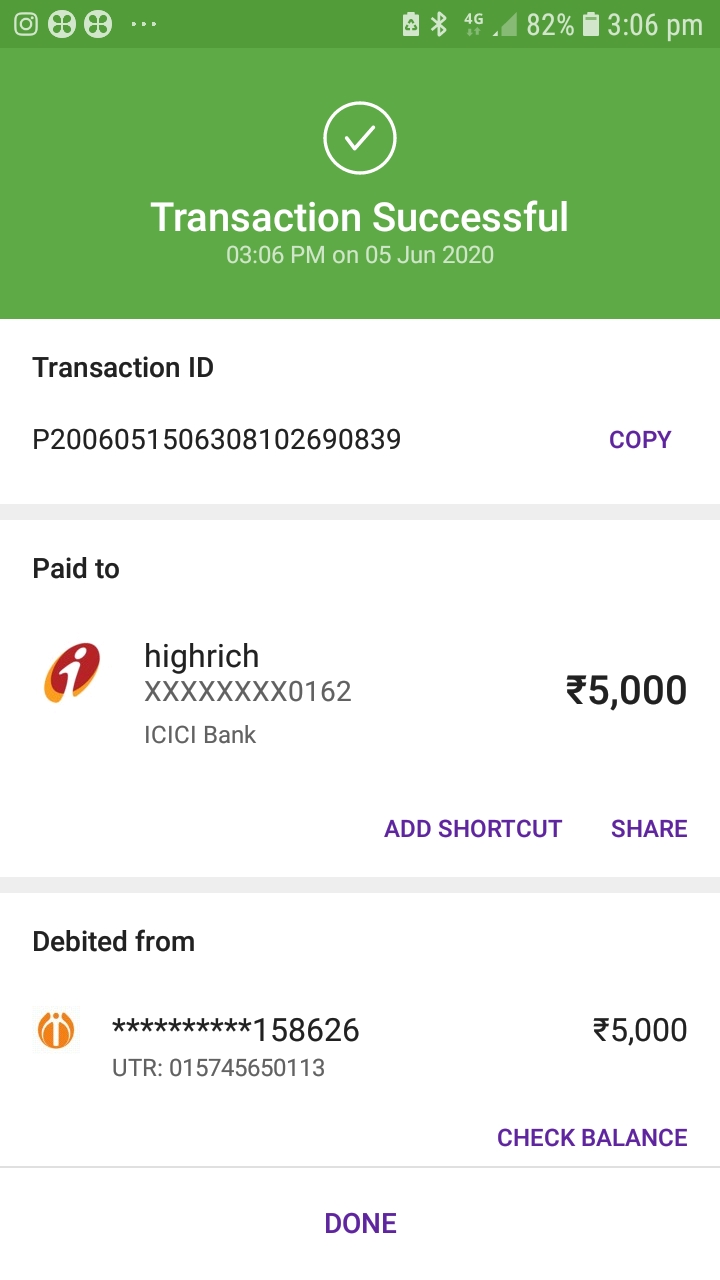 4G 82% 3:06 pm
Transaction Successful
03:06 PM on 05 Jun 2020
Transaction ID
P2006051506308102690839 COPY
Paid to
highrich
XXXXXXXX0162
₹5,000
ICICI Bank
ADD SHORTCUT SHARE
Debited from
**********158626 ₹5,000
UTR: 015745650113
CHECK BALANCE
DONE